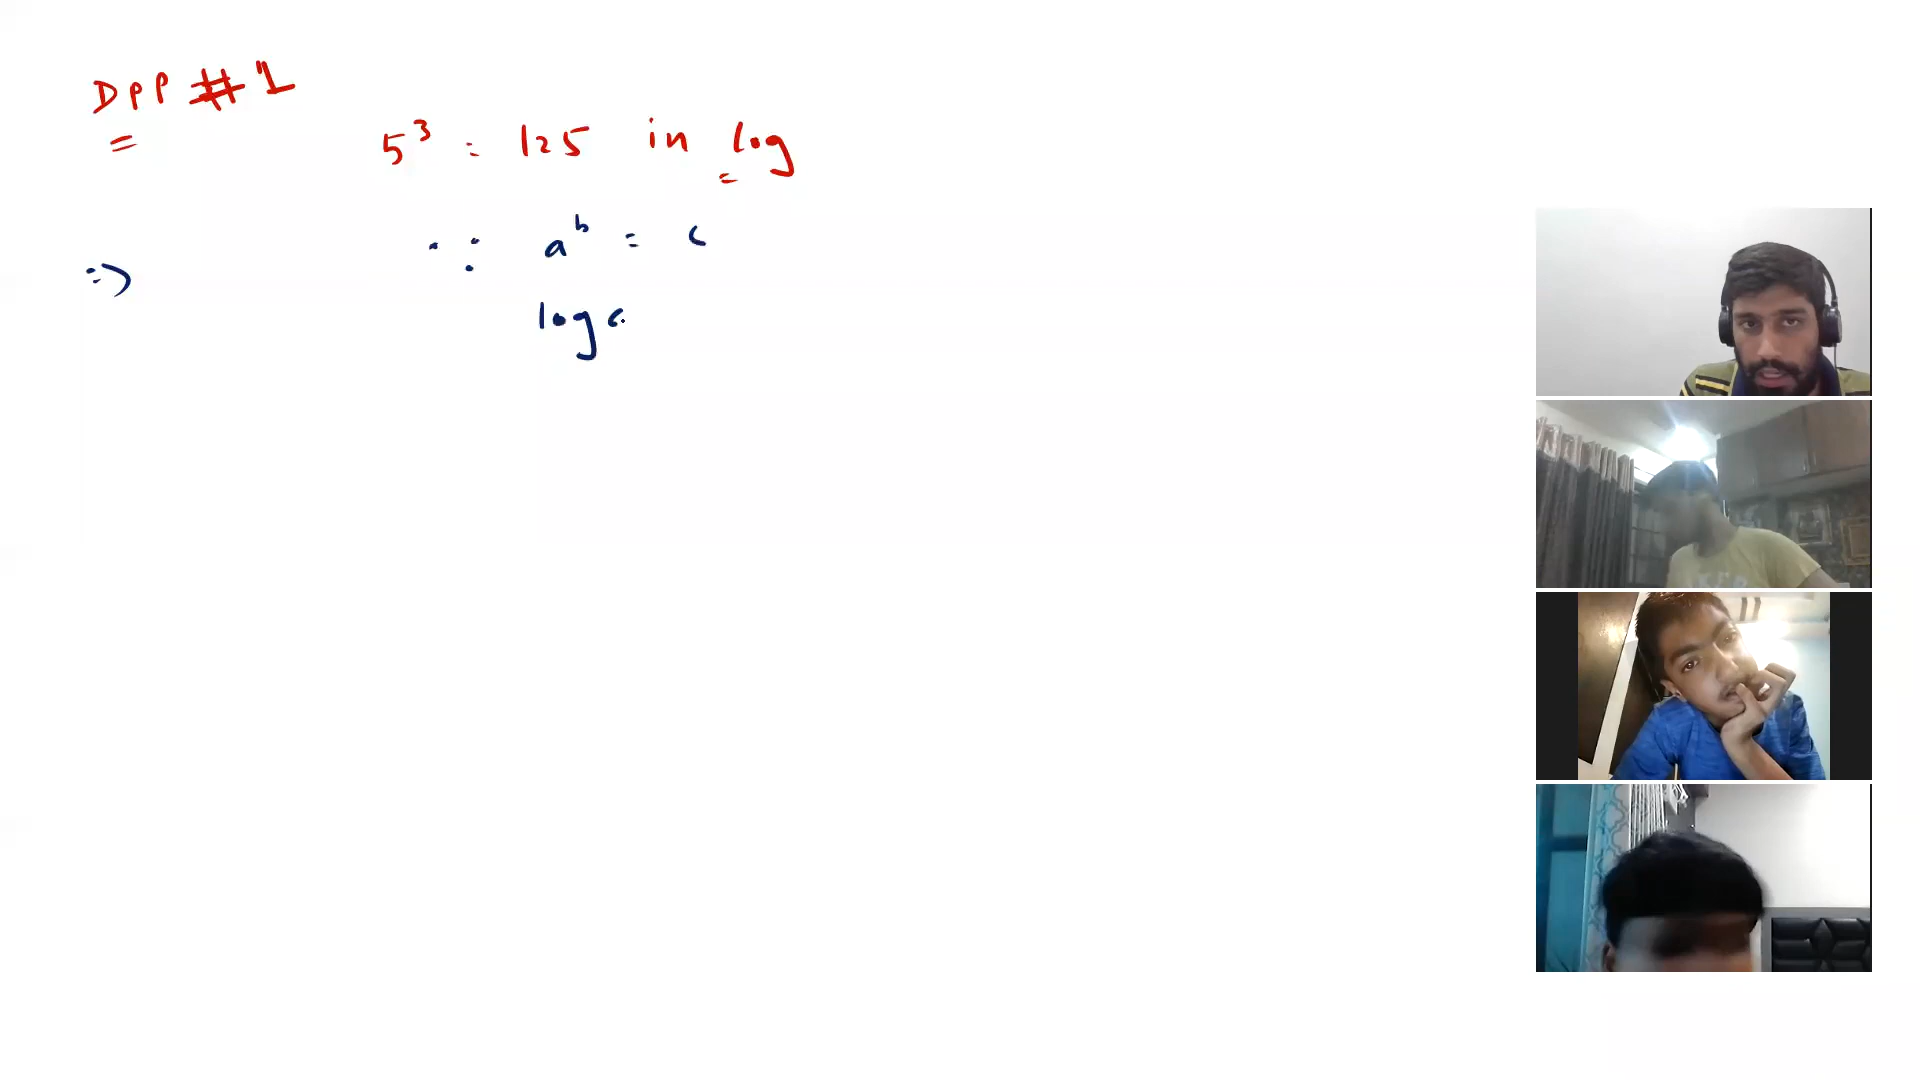 DPP #1
=
5³ = 125 in log
∵ a^b = c
=>
log a